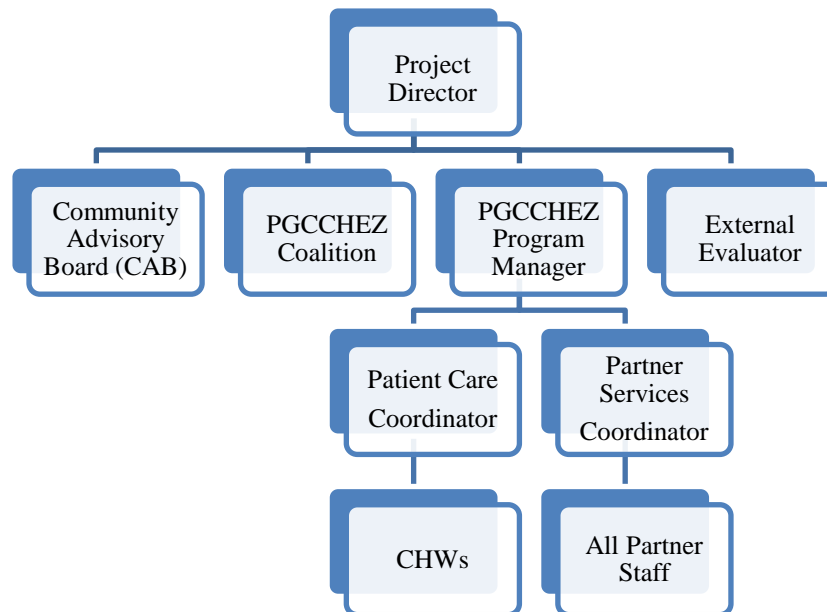 Project
Director
Community
Advisory
Board (CAB)
PGCCHEZ
Coalition
PGCCHEZ
Program
Manager
External
Evaluator
Patient Care
Coordinator
Partner
Services
Coordinator
CHWs
All Partner
Staff